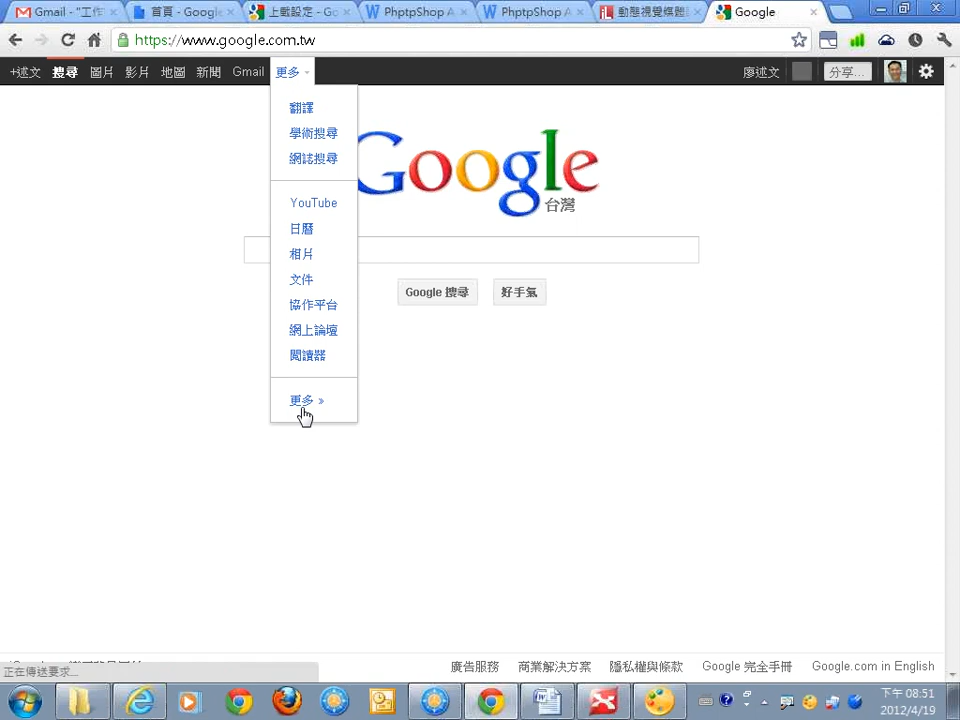 Gmail - "工作 首頁 - Google 上載設定 - Go PhptpShop A PhptpShop A 動態視覺媒體 Google
https://www.google.com.tw
+述文 搜尋 圖片 影片 地圖 新聞 Gmail 更多 廖述文 分享...
翻譯
學術搜尋
網誌搜尋
Google
台灣
YouTube
日曆
相片
文件
協作平台
Google 搜尋 好手氣
網上論壇
閱讀器
更多 »
正在傳送要求...
廣告服務 商業解決方案 隱私權與條款 Google 完全手冊 Google.com in English
下午 08:51
2012/4/19